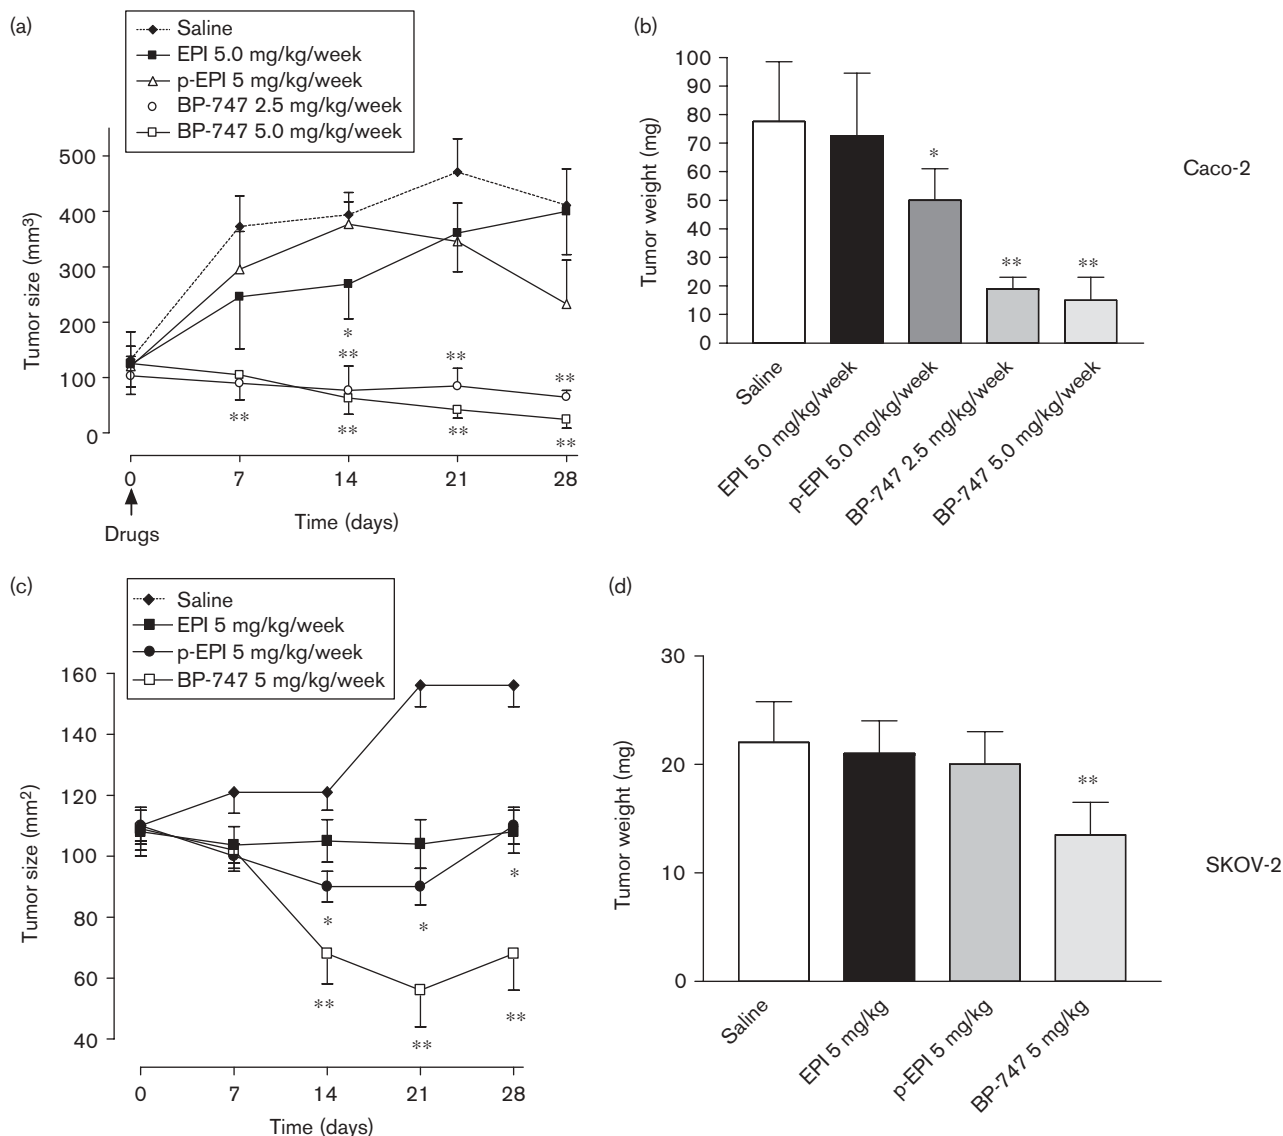 (a)
Saline
EPI 5.0 mg/kg/week
p-EPI 5 mg/kg/week
BP-747 2.5 mg/kg/week
BP-747 5.0 mg/kg/week
500
400
300
200
100
0
Tumor size (mm³)
*
**
**
**
**
**
**
**
0
7
14
21
28
Drugs
Time (days)
(b)
100
90
80
70
60
50
40
30
20
10
0
Tumor weight (mg)
*
**
**
Saline
EPI 5.0 mg/kg/week
p-EPI 5.0 mg/kg/week
BP-747 2.5 mg/kg/week
BP-747 5.0 mg/kg/week
Caco-2
(c)
Saline
EPI 5 mg/kg/week
p-EPI 5 mg/kg/week
BP-747 5 mg/kg/week
160
140
120
100
80
60
40
Tumor size (mm²)
*
*
*
**
**
**
0
7
14
21
28
Time (days)
(d)
30
20
10
0
Tumor weight (mg)
**
Saline
EPI 5 mg/kg
p-EPI 5 mg/kg
BP-747 5 mg/kg
SKOV-2